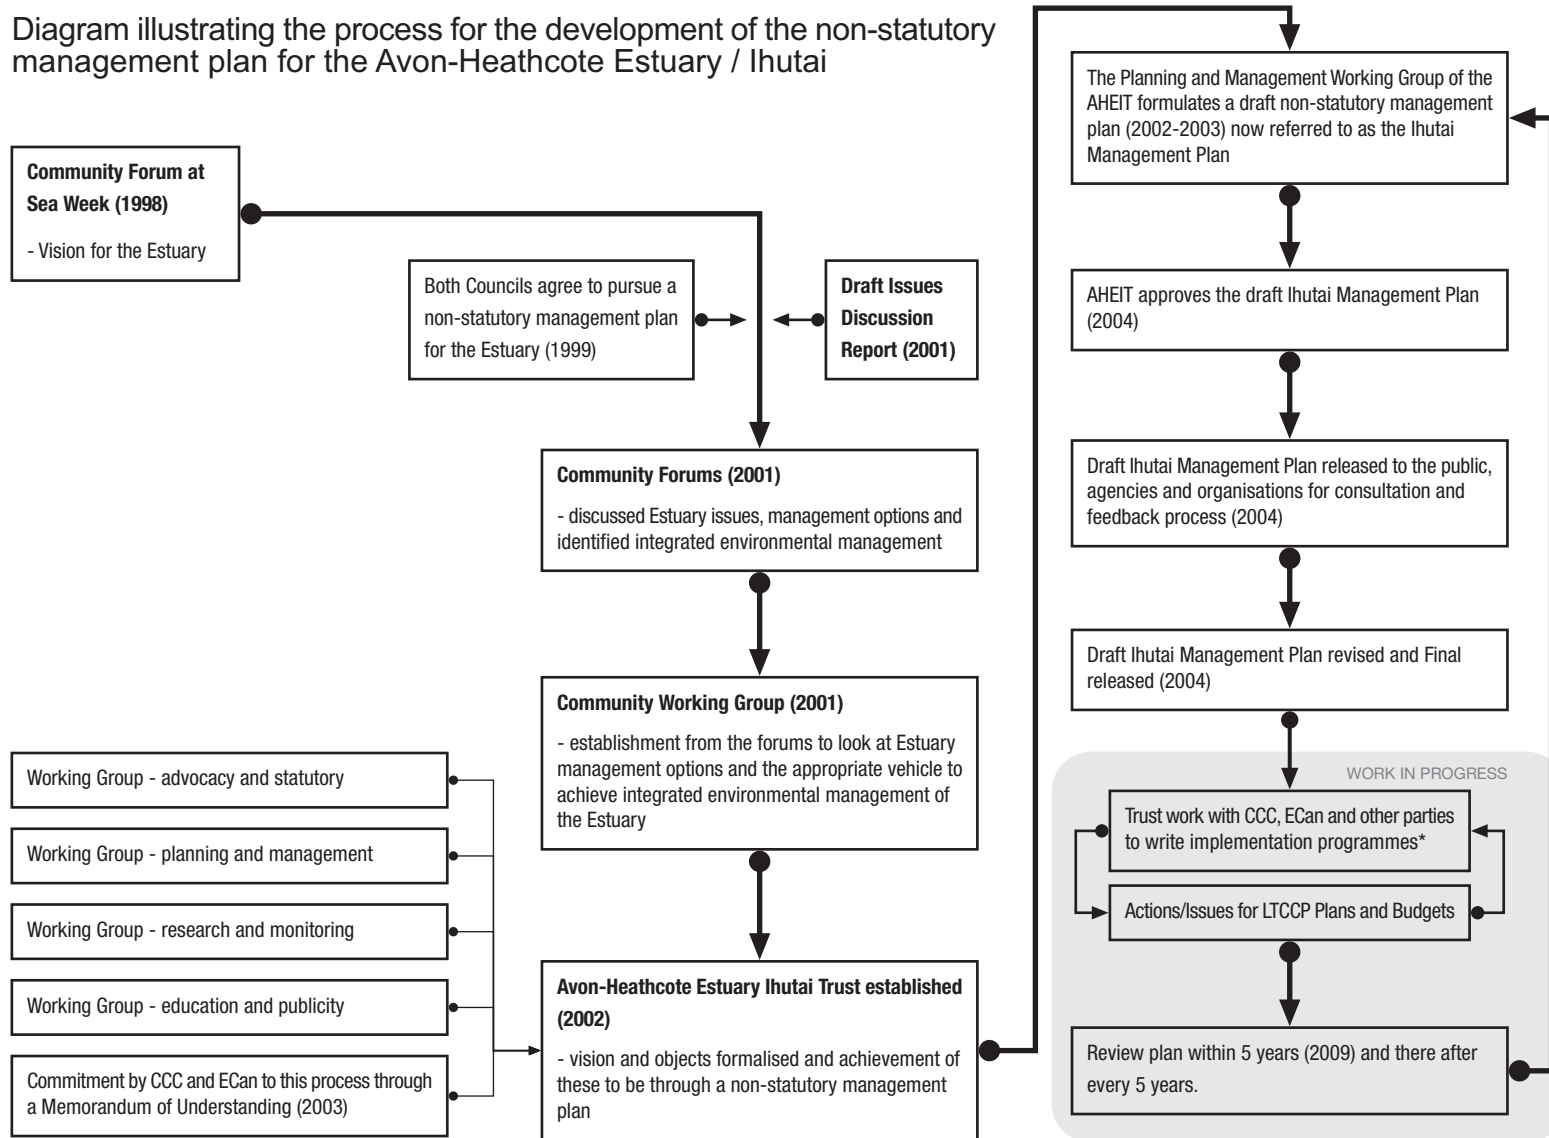 Diagram illustrating the process for the development of the non-statutory
management plan for the Avon-Heathcote Estuary / Ihutai
Community Forum at
Sea Week (1998)
- Vision for the Estuary
Both Councils agree to pursue a
non-statutory management plan
for the Estuary (1999)
Draft Issues
Discussion
Report (2001)
Community Forums (2001)
- discussed Estuary issues, management options and
identified integrated environmental management
Community Working Group (2001)
- establishment from the forums to look at Estuary
management options and the appropriate vehicle to
achieve integrated environmental management of
the Estuary
Working Group - advocacy and statutory
Working Group - planning and management
Working Group - research and monitoring
Working Group - education and publicity
Commitment by CCC and ECan to this process through
a Memorandum of Understanding (2003)
Avon-Heathcote Estuary Ihutai Trust established
(2002)
- vision and objects formalised and achievement of
these to be through a non-statutory management
plan
The Planning and Management Working Group of the
AHEIT formulates a draft non-statutory management
plan (2002-2003) now referred to as the Ihutai
Management Plan
AHEIT approves the draft Ihutai Management Plan
(2004)
Draft Ihutai Management Plan released to the public,
agencies and organisations for consultation and
feedback process (2004)
Draft Ihutai Management Plan revised and Final
released (2004)
WORK IN PROGRESS
Trust work with CCC, ECan and other parties
to write implementation programmes*
Actions/Issues for LTCCP Plans and Budgets
Review plan within 5 years (2009) and there after
every 5 years.